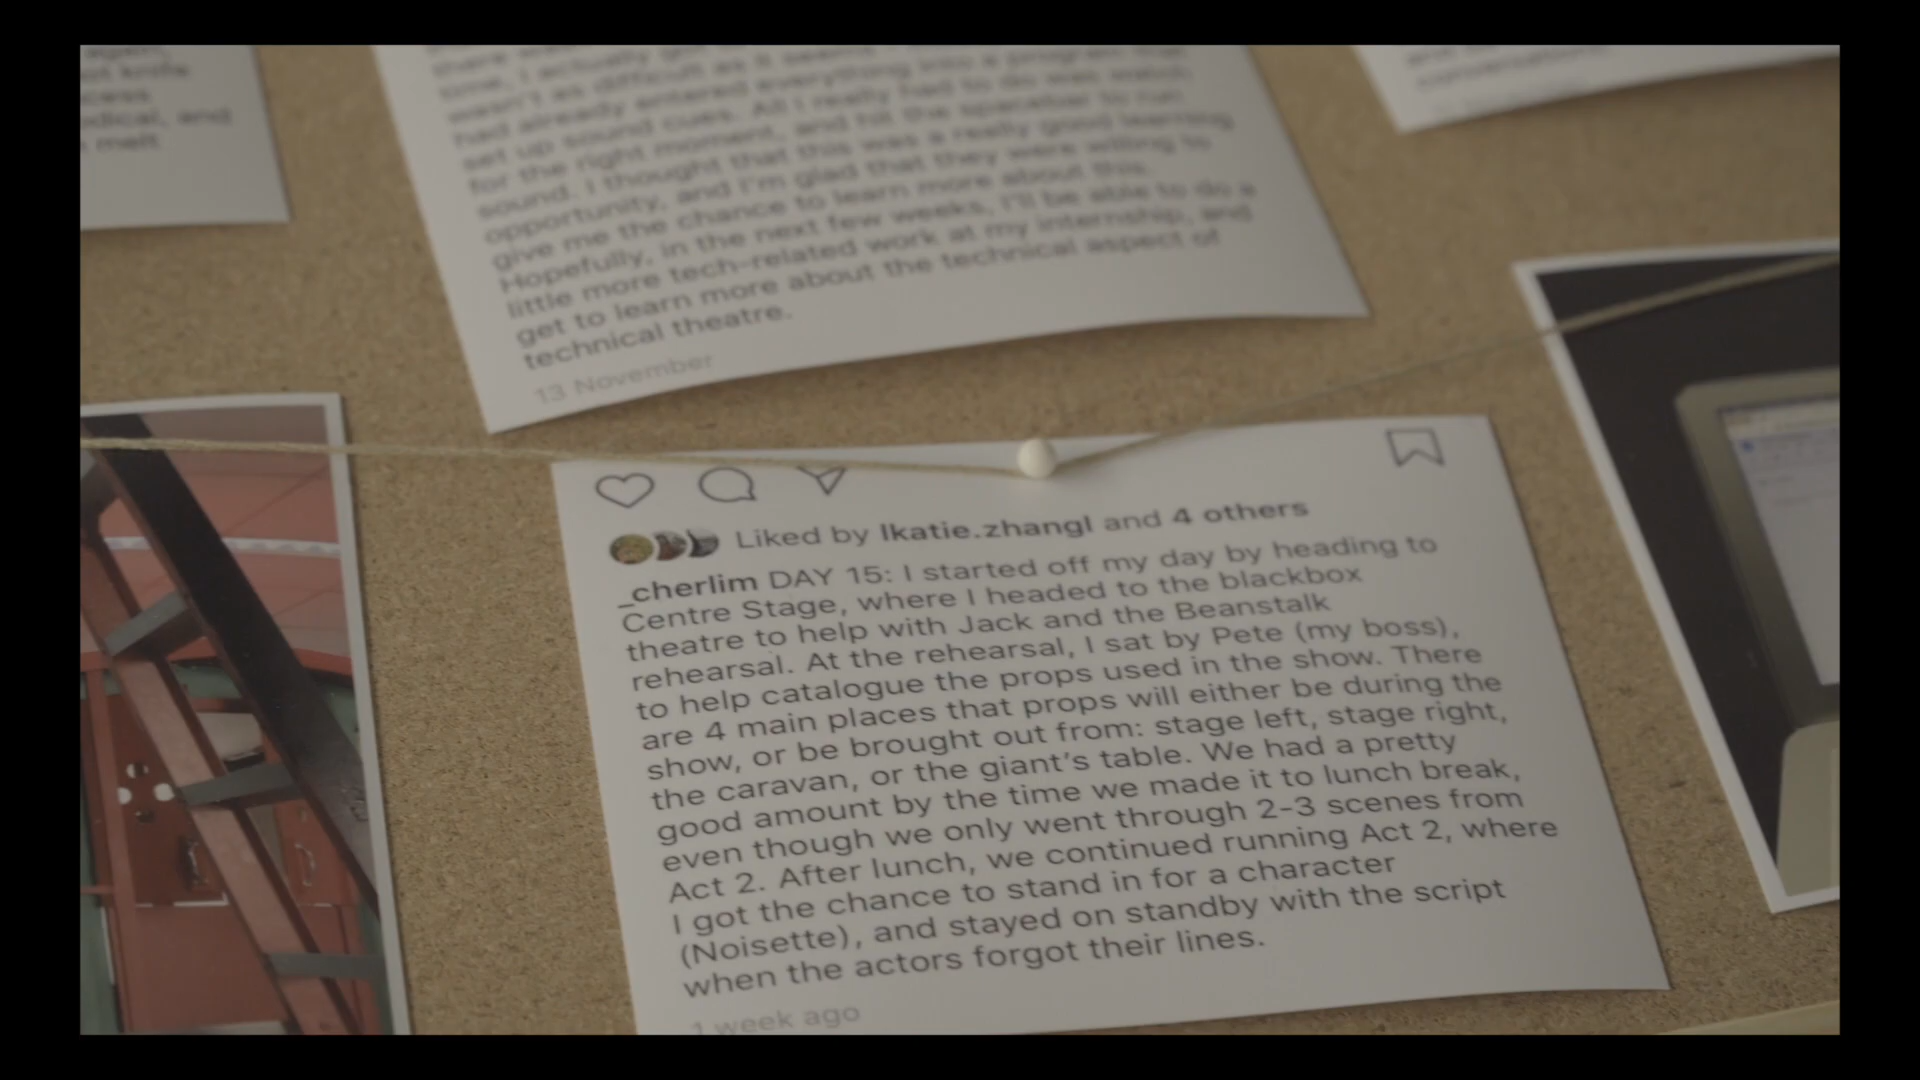 ot knife
cess
edical, and
melt
time, I actually
wasn't as difficult as it seems
had already entered everything into a program that
set up sound cues. All I really had to do was watch
for the right moment, and hit the spacebar to run
sound. I thought that this was a really good learning
opportunity, and I'm glad that they were willing to
give me the chance to learn more about this.
Hopefully, in the next few weeks, I'll be able to do a
little more tech-related work at my internship, and
get to learn more about the technical aspect of
technical theatre.
13 November
Liked by lkatie.zhangl and 4 others
_cherlim DAY 15: I started off my day by heading to
Centre Stage, where I headed to the blackbox
theatre to help with Jack and the Beanstalk
rehearsal. At the rehearsal, I sat by Pete (my boss),
to help catalogue the props used in the show. There
are 4 main places that props will either be during the
show, or be brought out from: stage left, stage right,
the caravan, or the giant's table. We had a pretty
good amount by the time we made it to lunch break,
even though we only went through 2-3 scenes from
Act 2. After lunch, we continued running Act 2, where
I got the chance to stand in for a character
(Noisette), and stayed on standby with the script
when the actors forgot their lines.
1 week ago